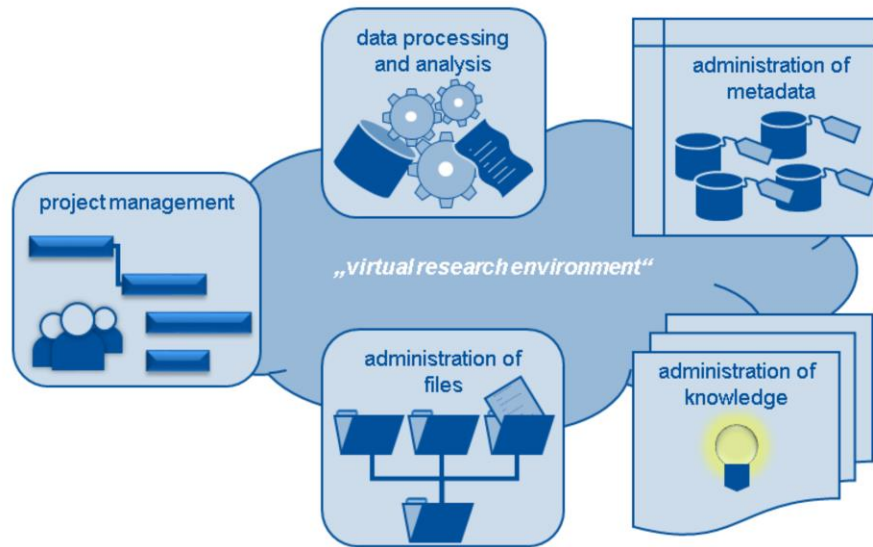 data processing
and analysis
administration of
metadata
project management
„virtual research environment“
administration of
files
administration of
knowledge